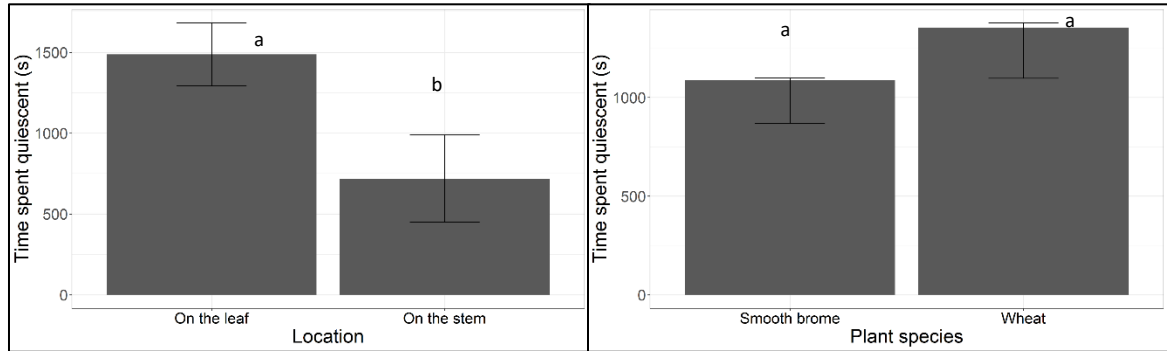 Time spent quiescent (s)
1500
1000
500
0
a
b
On the leaf On the stem
Location
Time spent quiescent (s)
1000
500
0
a
a
Smooth brome Wheat
Plant species